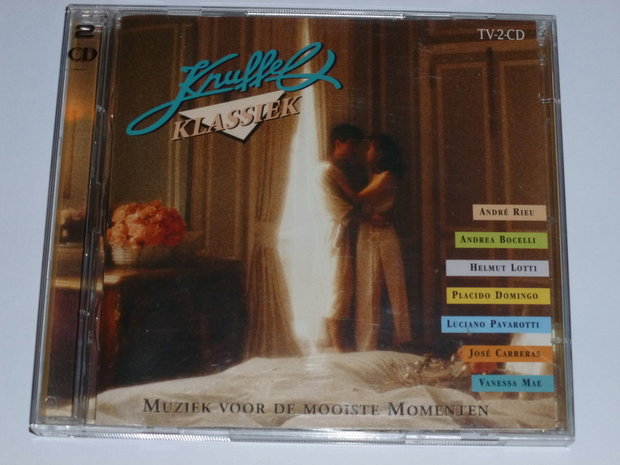 2
CD
TV-2-CD
Knuffel
KLASSIEK
ANDRÉ RIEU
ANDREA BOCELLI
HELMUT LOTTI
PLACIDO DOMINGO
LUCIANO PAVAROTTI
JOSÉ CARRERAS
VANESSA MAE
MUZIEK VOOR DE MOOISTE MOMENTEN